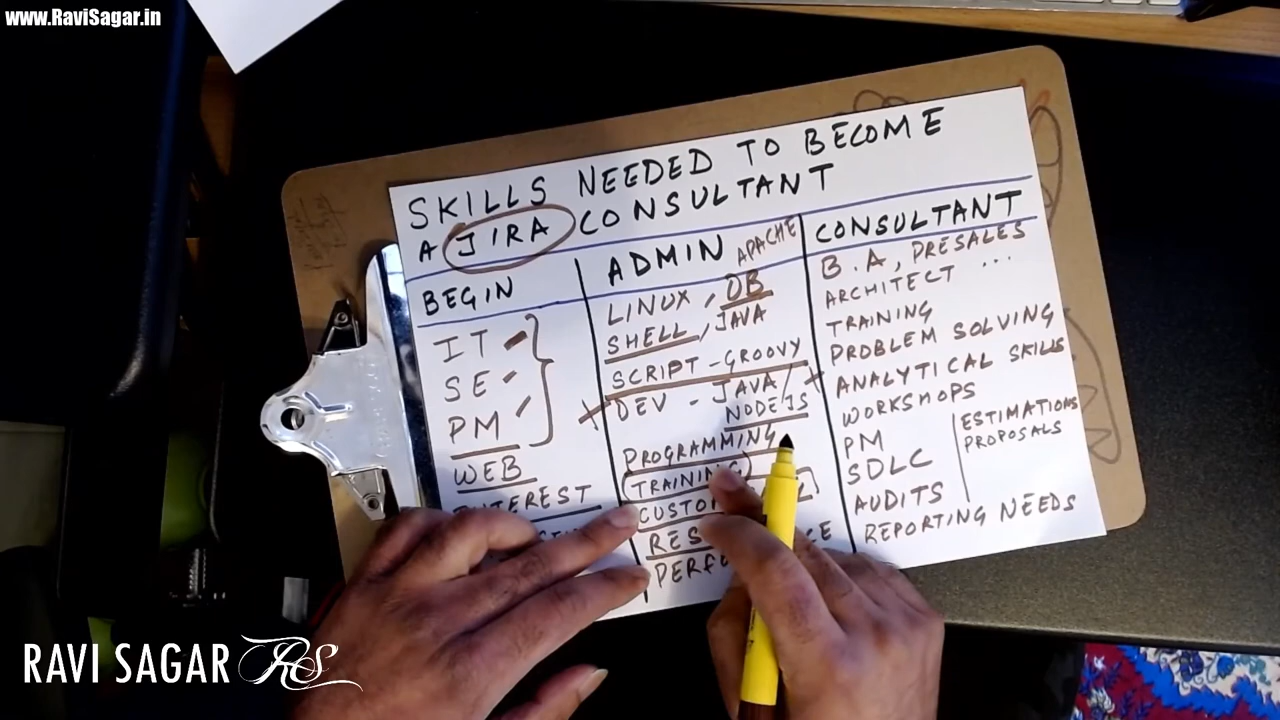 www.RaviSagar.in
SKILLS NEEDED TO BECOME
A JIRA CONSULTANT
BEGIN
IT
SE
PM
WEB
INTEREST
ADMIN APACHE
LINUX, DB
SHELL, JAVA
SCRIPT - GROOVY
DEV - JAVA /
NODEJS
PROGRAMMING
TRAINING
CONSULTANT
B.A, PRESALES
ARCHITECT ...
TRAINING
PROBLEM SOLVING
ANALYTICAL SKILLS
WORKSHOPS
PM
SDLC
AUDITS
ESTIMATIONS
PROPOSALS
REPORTING NEEDS
RAVI SAGAR RS